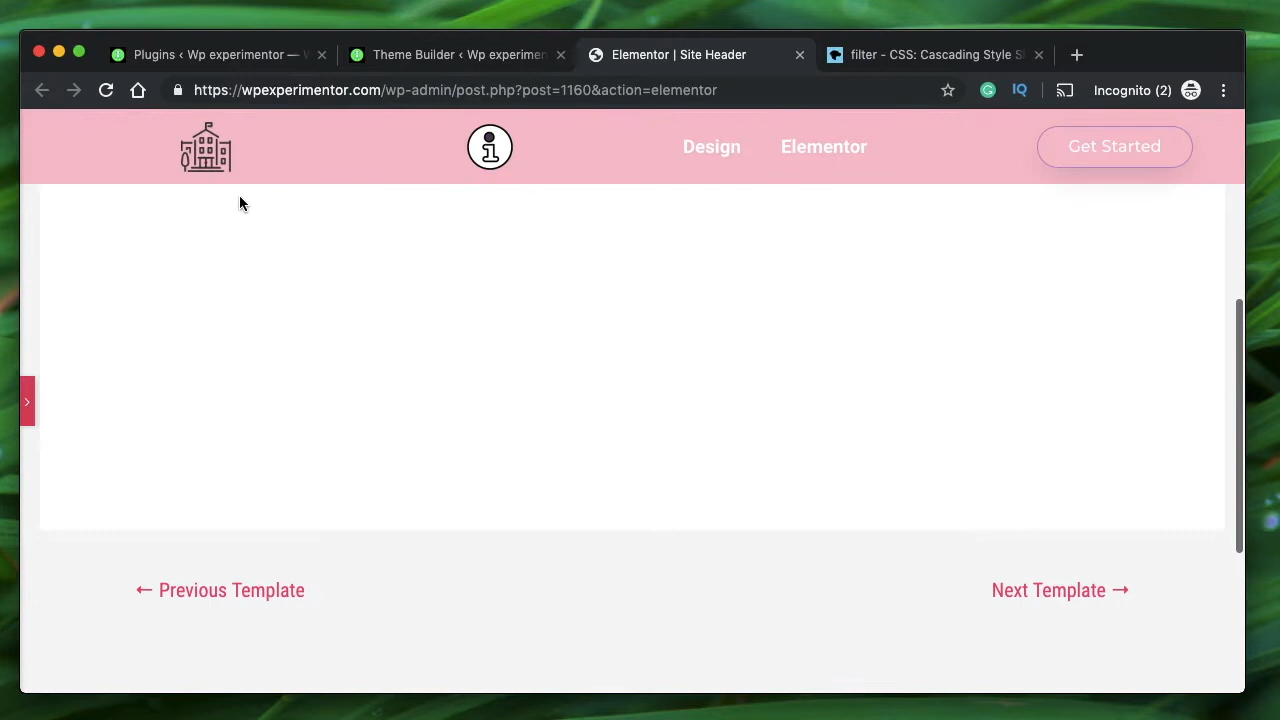 Plugins ‹ Wp experimentor —
Theme Builder ‹ Wp experimen
Elementor | Site Header
filter - CSS: Cascading Style S
https://wpexperimentor.com/wp-admin/post.php?post=1160&action=elementor
IQ
Incognito (2)
Design
Elementor
Get Started
← Previous Template
Next Template →